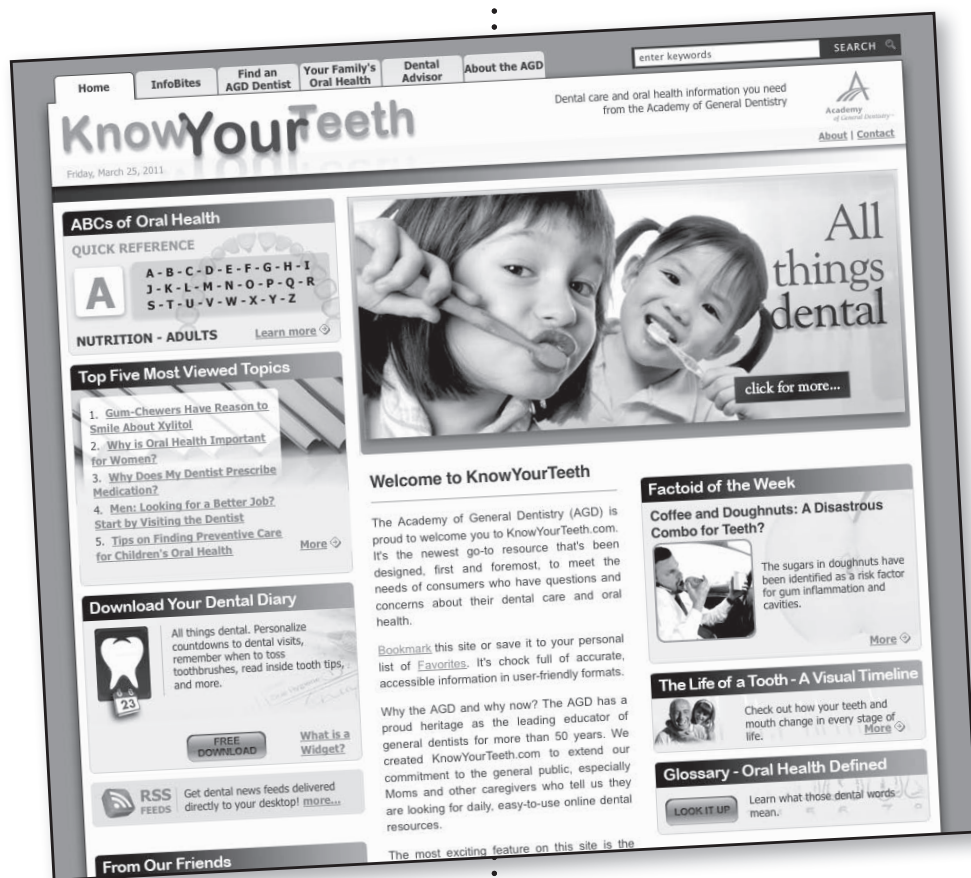 Home
InfoBites
Find an
AGD Dentist
Your Family's
Oral Health
Dental
Advisor
About the AGD
enter keywords
SEARCH
KnowYourTeeth
Friday, March 25, 2011
Dental care and oral health information you need
from the Academy of General Dentistry
Academy
of General Dentistry
About | Contact
ABCs of Oral Health
QUICK REFERENCE
A
A - B - C - D - E - F - G - H - I
J - K - L - M - N - O - P - Q - R
S - T - U - V - W - X - Y - Z
NUTRITION - ADULTS
Learn more
All
things
dental
click for more...
Top Five Most Viewed Topics
1. Gum-Chewers Have Reason to
Smile About Xylitol
2. Why is Oral Health Important
for Women?
3. Why Does My Dentist Prescribe
Medication?
4. Men: Looking for a Better Job?
Start by Visiting the Dentist
5. Tips on Finding Preventive Care
for Children's Oral Health
More
Download Your Dental Diary
All things dental. Personalize
countdowns to dental visits,
remember when to toss
toothbrushes, read inside tooth tips,
and more.
23
FREE
DOWNLOAD
What is a
Widget?
RSS
FEEDS
Get dental news feeds delivered
directly to your desktop! more...
From Our Friends
Welcome to KnowYourTeeth
The Academy of General Dentistry (AGD) is
proud to welcome you to KnowYourTeeth.com.
It's the newest go-to resource that's been
designed, first and foremost, to meet the
needs of consumers who have questions and
concerns about their dental care and oral
health.
Bookmark this site or save it to your personal
list of Favorites. It's chock full of accurate,
accessible information in user-friendly formats.
Why the AGD and why now? The AGD has a
proud heritage as the leading educator of
general dentists for more than 50 years. We
created KnowYourTeeth.com to extend our
commitment to the general public, especially
Moms and other caregivers who tell us they
are looking for daily, easy-to-use online dental
resources.
The most exciting feature on this site is the
Factoid of the Week
Coffee and Doughnuts: A Disastrous
Combo for Teeth?
The sugars in doughnuts have
been identified as a risk factor
for gum inflammation and
cavities.
More
The Life of a Tooth - A Visual Timeline
Check out how your teeth and
mouth change in every stage of
life.
More
Glossary - Oral Health Defined
LOOK IT UP
Learn what those dental words
mean.